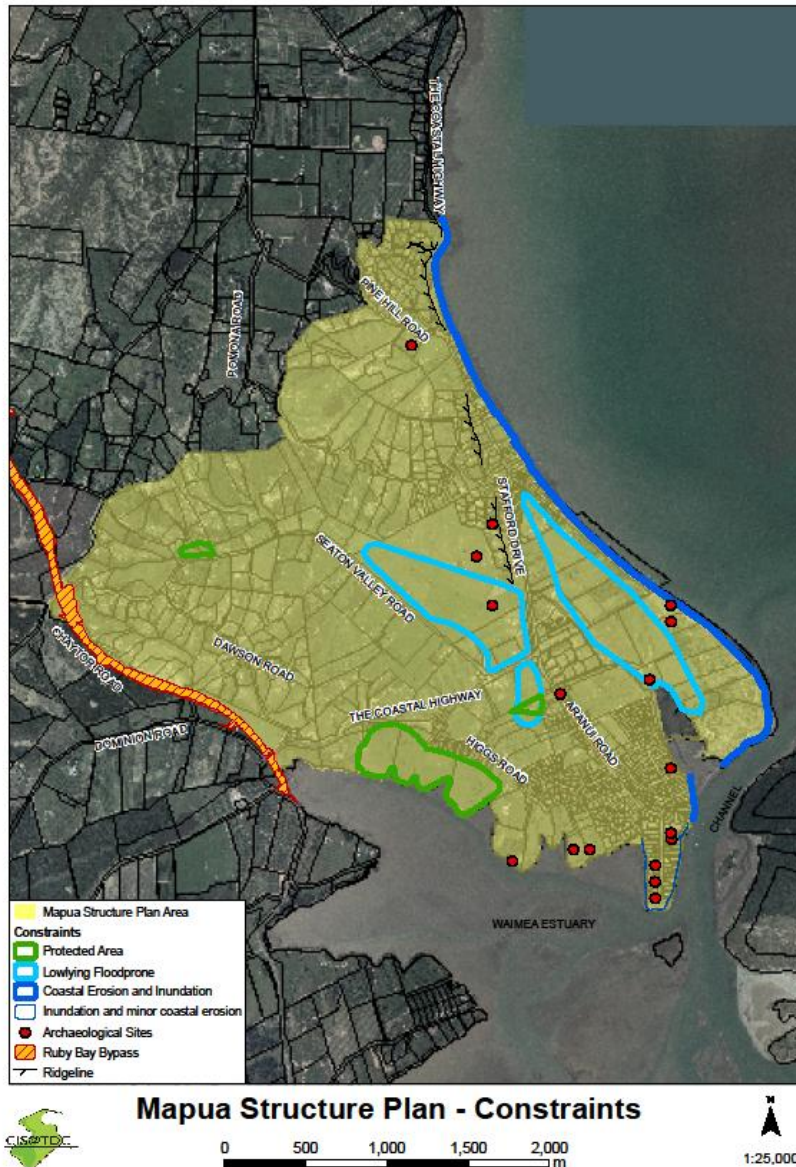 THE COASTAL HIGHWAY
PINE HILL ROAD
POMONA ROAD
STAFFORD DRIVE
SEATON VALLEY ROAD
CHAYTOR ROAD
DAWSON ROAD
THE COASTAL HIGHWAY
DOMINION ROAD
HIGGS ROAD
ARANUI ROAD
CHANNEL
WAIMEA ESTUARY
Mapua Structure Plan Area
Constraints
Protected Area
Lowlying Floodprone
Coastal Erosion and Inundation
Inundation and minor coastal erosion
Archaeological Sites
Ruby Bay Bypass
Ridgeline
Mapua Structure Plan - Constraints
N
GIS@TDC
0 500 1,000 1,500 2,000
m
1:25,000